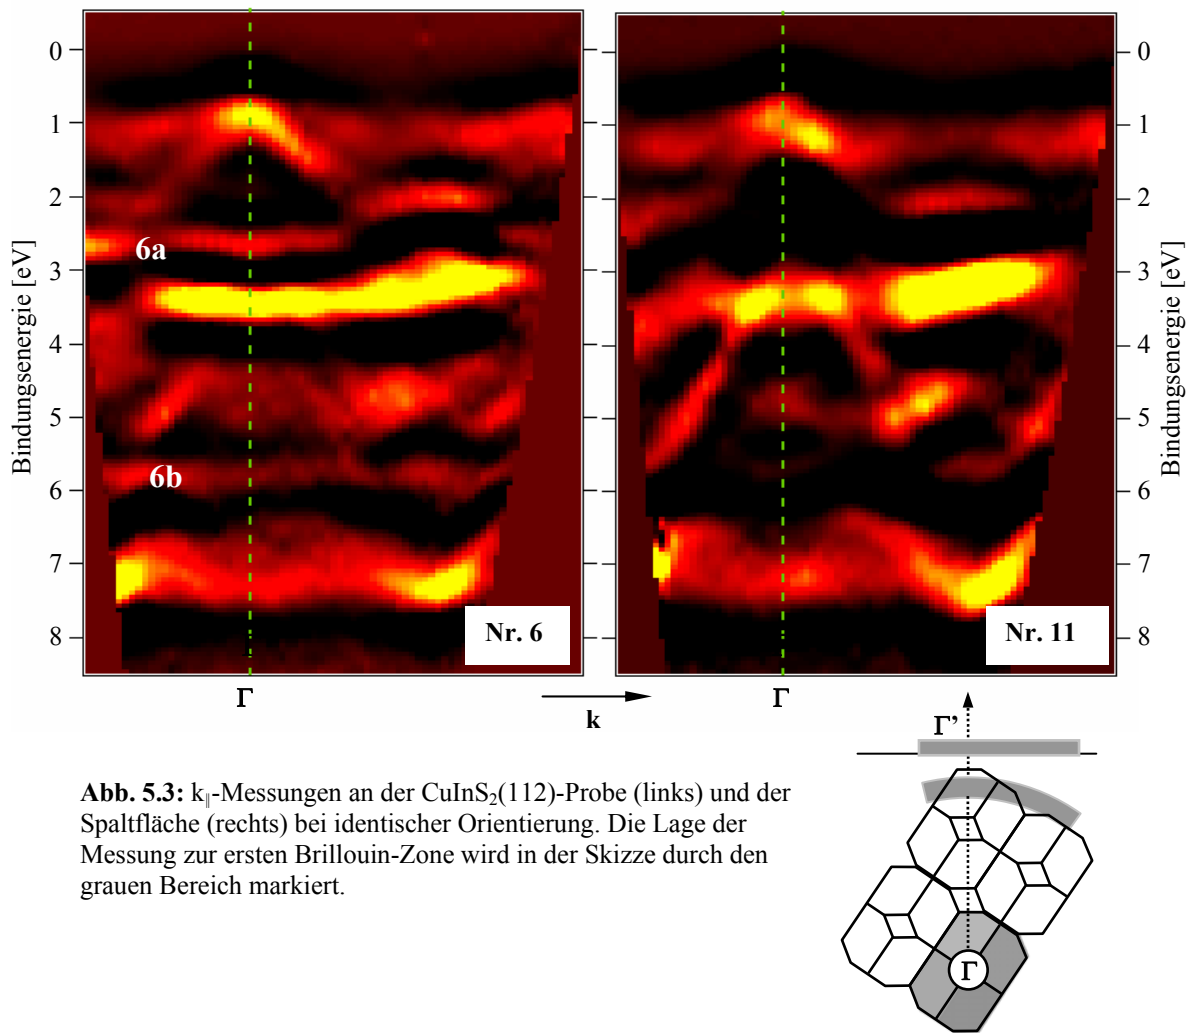 0
1
2
3
4
5
6
7
8
Bindungsenergie [eV]
6a
6b
Nr. 6
Γ
k
Nr. 11
Γ
0
1
2
3
4
5
6
7
8
Bindungsenergie [eV]
Γ’
Γ
Abb. 5.3: k∥-Messungen an der CuInS₂(112)-Probe (links) und der
Spaltfläche (rechts) bei identischer Orientierung. Die Lage der
Messung zur ersten Brillouin-Zone wird in der Skizze durch den
grauen Bereich markiert.